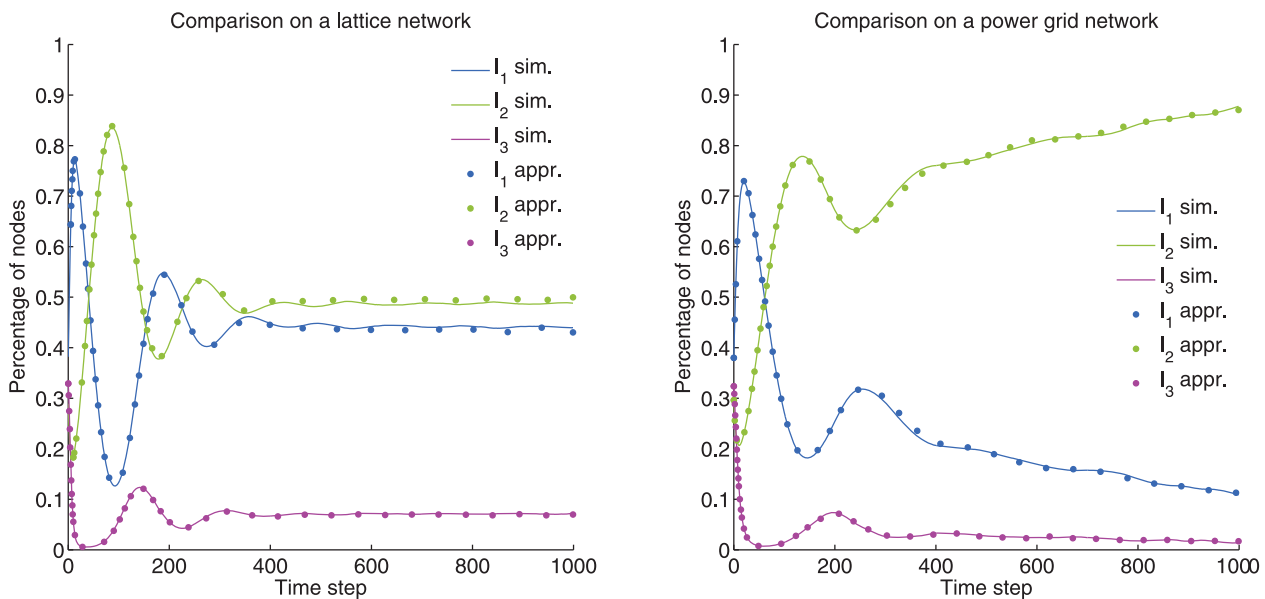 Comparison on a lattice network
1
0.9
0.8
0.7
0.6
0.5
0.4
0.3
0.2
0.1
0
Percentage of nodes
I1 sim.
I2 sim.
I3 sim.
I1 appr.
I2 appr.
I3 appr.
0 200 400 600 800 1000
Time step
Comparison on a power grid network
1
0.9
0.8
0.7
0.6
0.5
0.4
0.3
0.2
0.1
0
Percentage of nodes
I1 sim.
I2 sim.
I3 sim.
I1 appr.
I2 appr.
I3 appr.
0 200 400 600 800 1000
Time step